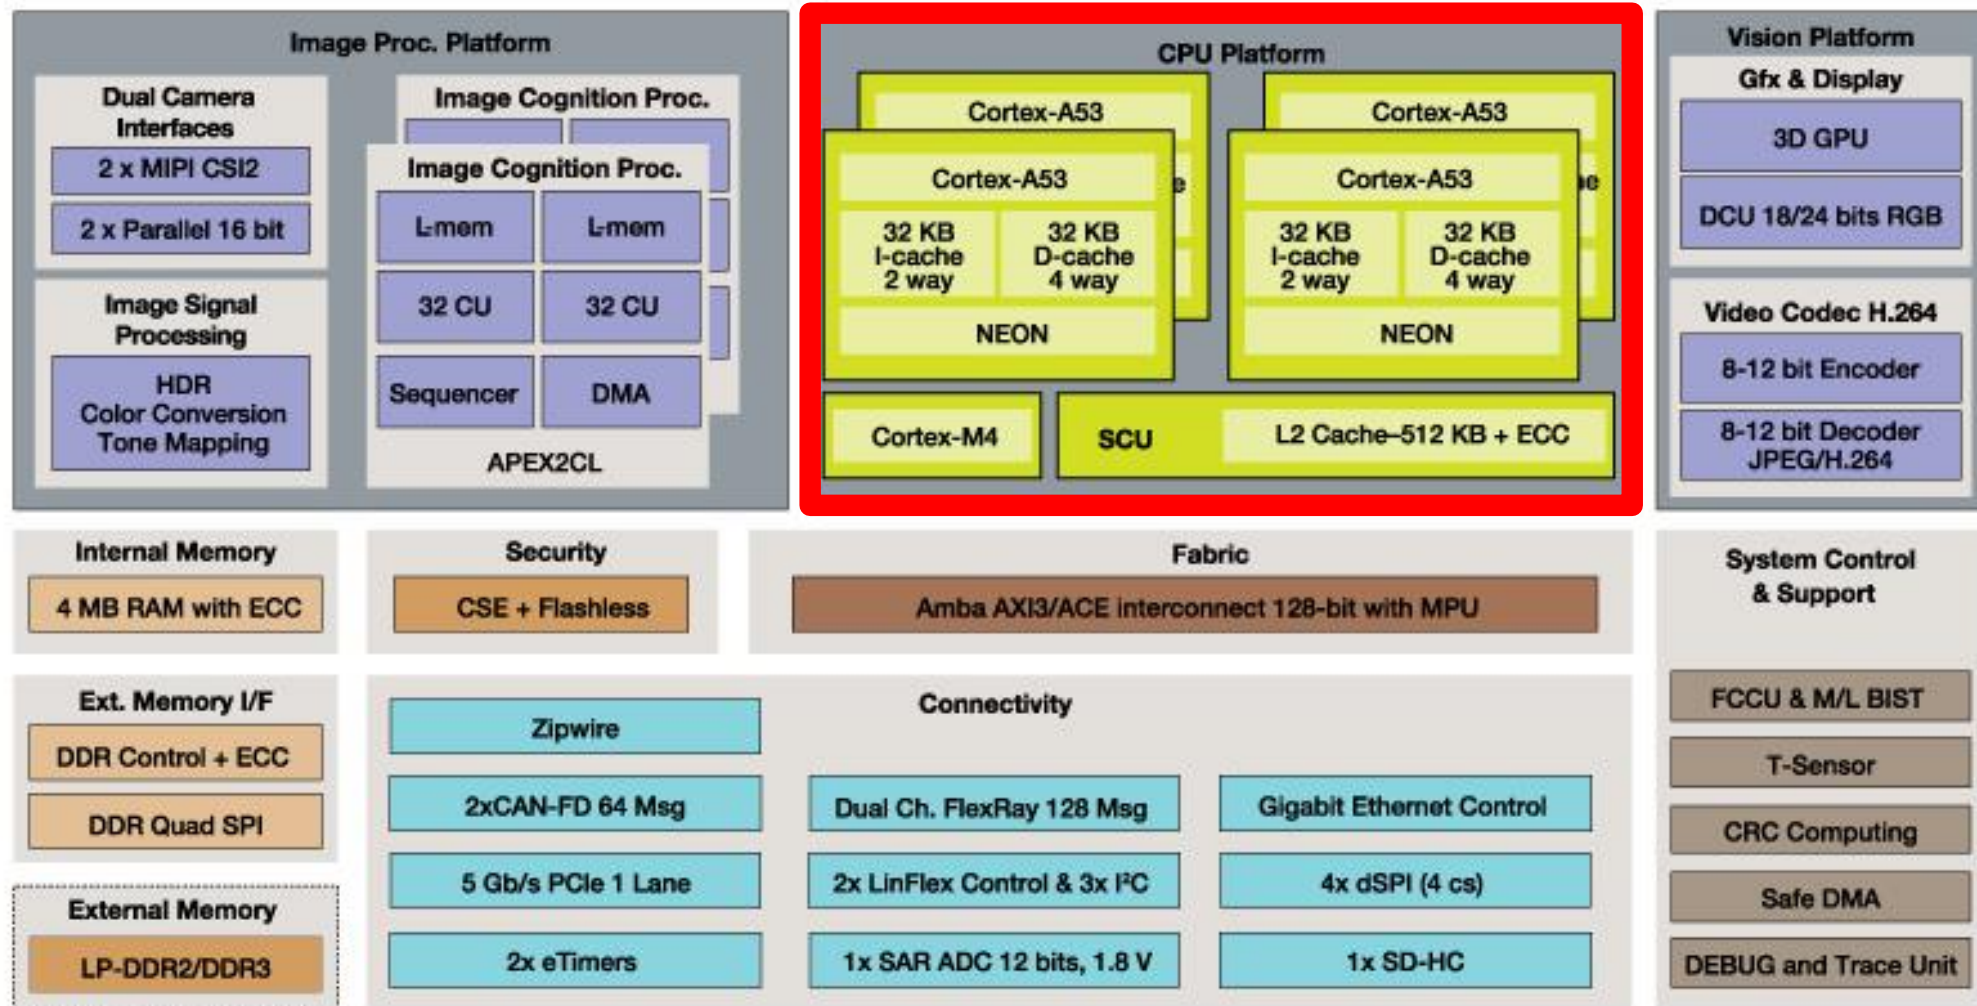 Image Proc. Platform
Dual Camera
Interfaces
2 x MIPI CSI2
2 x Parallel 16 bit
Image Signal
Processing
HDR
Color Conversion
Tone Mapping
Image Cognition Proc.
Image Cognition Proc.
L-mem
L-mem
32 CU
32 CU
Sequencer
DMA
APEX2CL
CPU Platform
Cortex-A53
Cortex-A53
Cortex-A53
e
32 KB
I-cache
2 way
32 KB
D-cache
4 way
NEON
Cortex-A53
ne
32 KB
I-cache
2 way
32 KB
D-cache
4 way
NEON
Cortex-M4
SCU
L2 Cache–512 KB + ECC
Vision Platform
Gfx & Display
3D GPU
DCU 18/24 bits RGB
Video Codec H.264
8-12 bit Encoder
8-12 bit Decoder
JPEG/H.264
Internal Memory
4 MB RAM with ECC
Security
CSE + Flashless
Fabric
Amba AXI3/ACE interconnect 128-bit with MPU
System Control
& Support
FCCU & M/L BIST
T-Sensor
CRC Computing
Safe DMA
DEBUG and Trace Unit
Ext. Memory I/F
DDR Control + ECC
DDR Quad SPI
External Memory
LP-DDR2/DDR3
Connectivity
Zipwire
2xCAN-FD 64 Msg
Dual Ch. FlexRay 128 Msg
Gigabit Ethernet Control
5 Gb/s PCIe 1 Lane
2x LinFlex Control & 3x I²C
4x dSPI (4 cs)
2x eTimers
1x SAR ADC 12 bits, 1.8 V
1x SD-HC